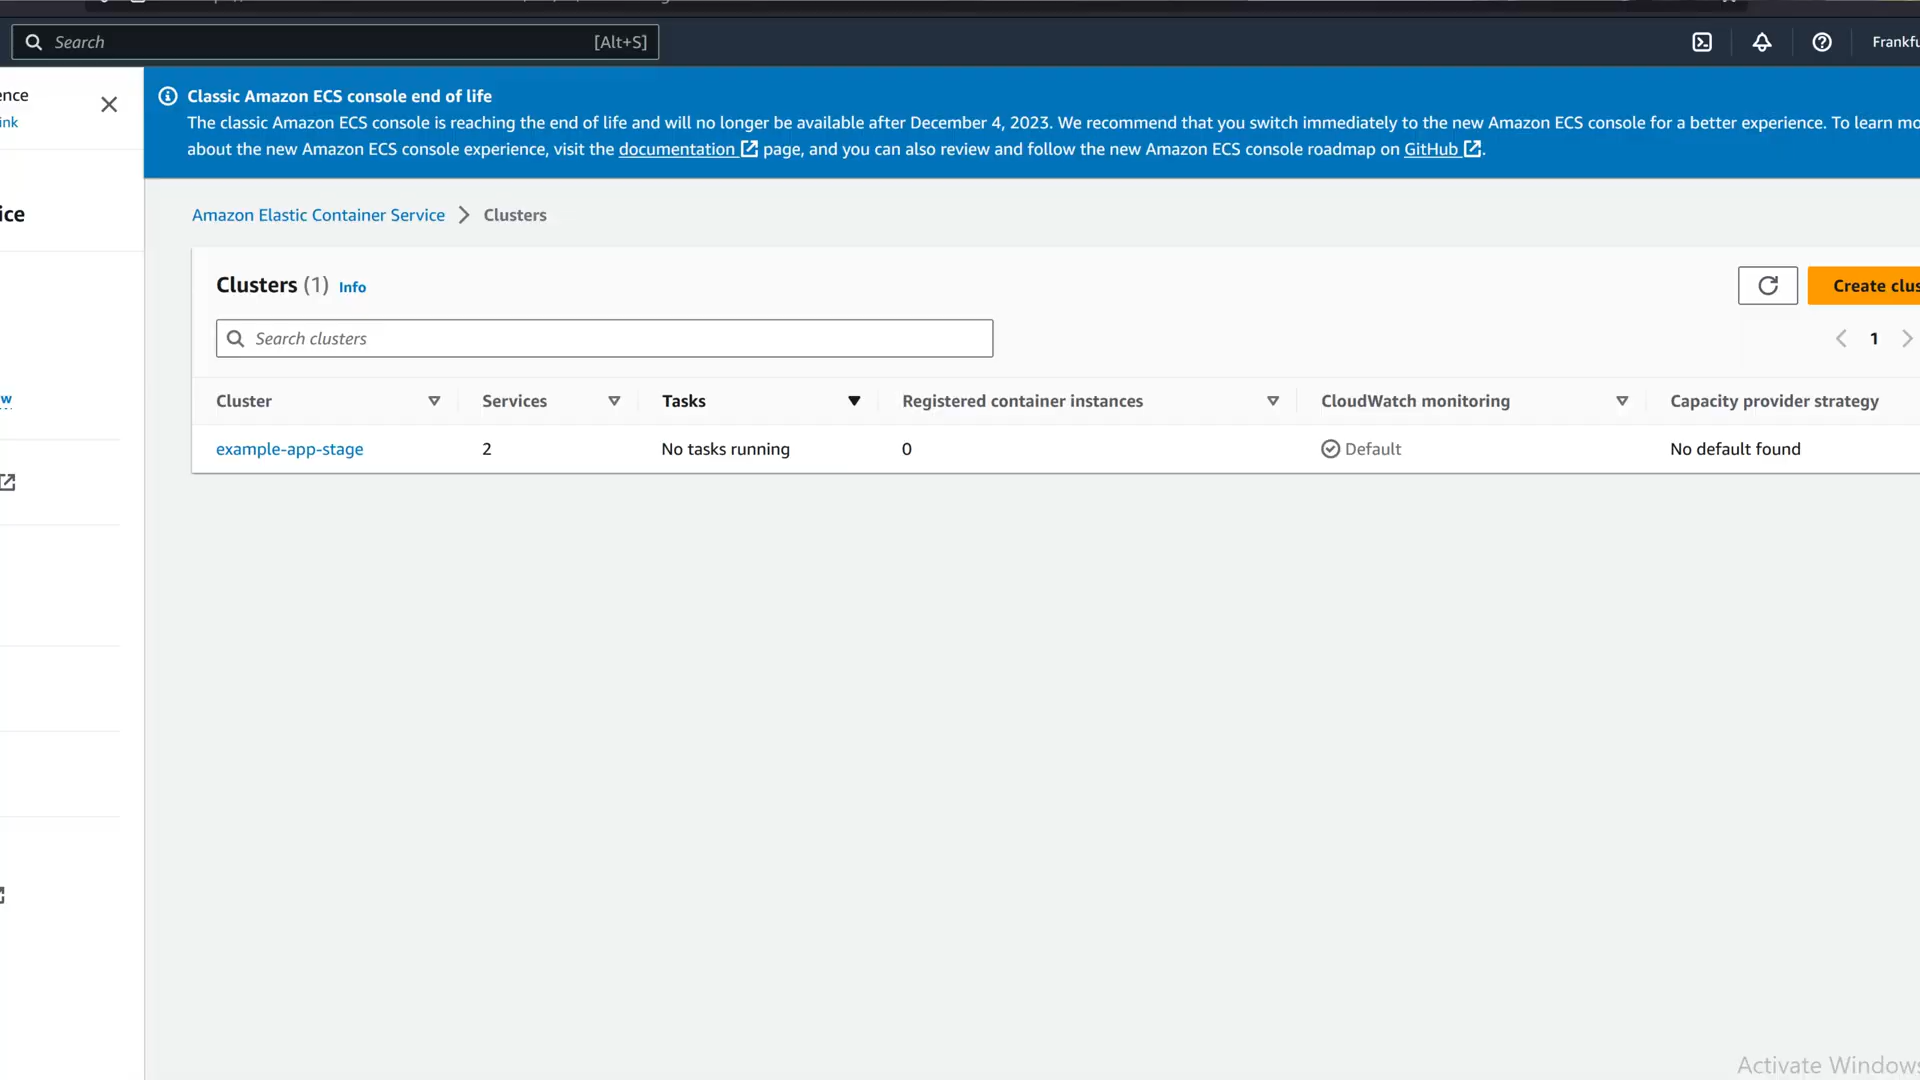 Search [Alt+S] Frankfu
ence
ink
Classic Amazon ECS console end of life
The classic Amazon ECS console is reaching the end of life and will no longer be available after December 4, 2023. We recommend that you switch immediately to the new Amazon ECS console for a better experience. To learn mo
about the new Amazon ECS console experience, visit the documentation page, and you can also review and follow the new Amazon ECS console roadmap on GitHub .
ice
Amazon Elastic Container Service Clusters
Clusters (1) Info
Create clus
Search clusters
1
w
Cluster Services Tasks Registered container instances CloudWatch monitoring Capacity provider strategy
example-app-stage 2 No tasks running 0 Default No default found
Activate Windows